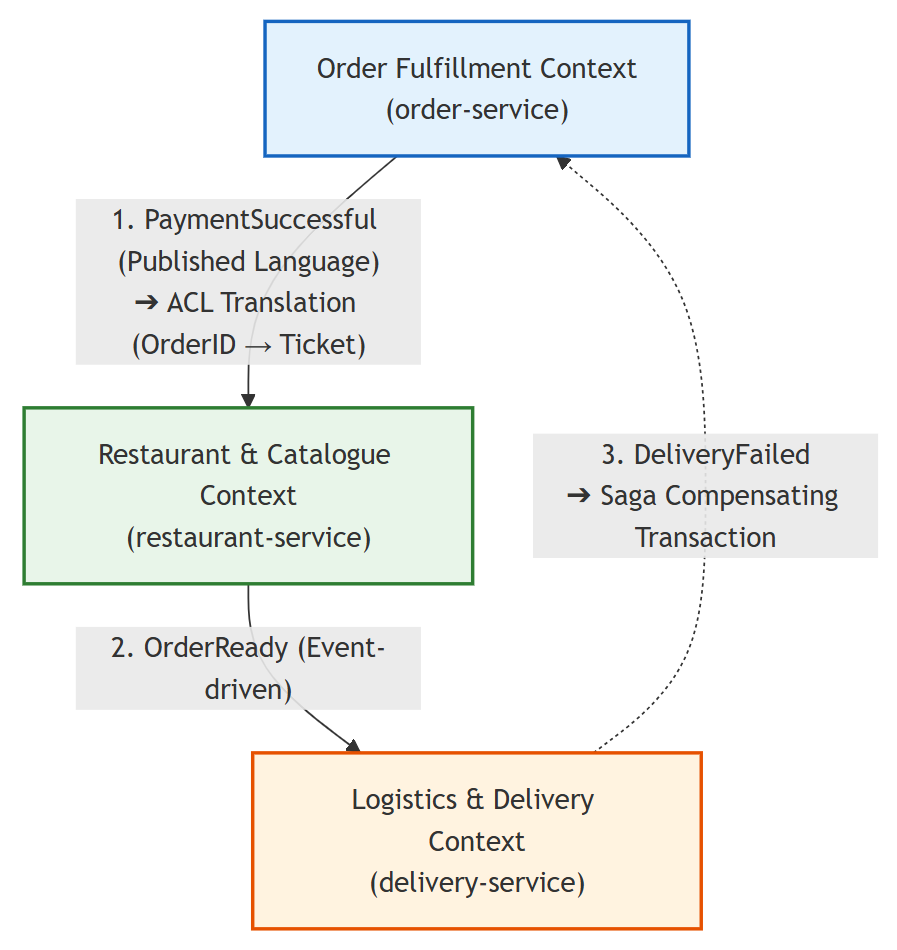 Order Fulfillment Context
(order-service)
1. PaymentSuccessful
(Published Language)
➔ ACL Translation
(OrderID → Ticket)
Restaurant & Catalogue
Context
(restaurant-service)
3. DeliveryFailed
➔ Saga Compensating
Transaction
2. OrderReady (Event-
driven)
Logistics & Delivery
Context
(delivery-service)